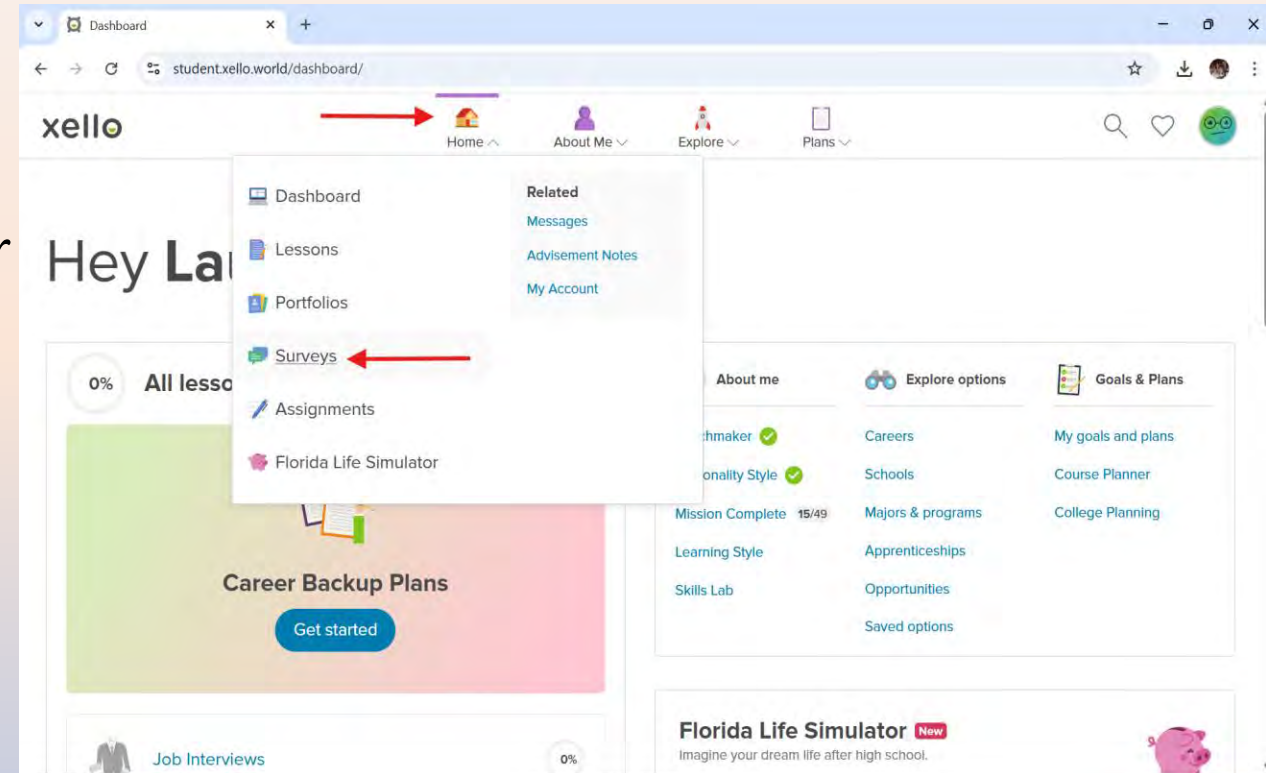 Dashboard
student.xello.world/dashboard/
xello
Home
About Me
Explore
Plans
Dashboard
Lessons
Portfolios
Surveys
Assignments
Florida Life Simulator
Related
Messages
Advisement Notes
My Account
r
Hey La
0%
All lesso
Career Backup Plans
Get started
Job Interviews
0%
About me
chmaker
onality Style
Mission Complete 15/49
Learning Style
Skills Lab
Explore options
Careers
Schools
Majors & programs
Apprenticeships
Opportunities
Saved options
Goals & Plans
My goals and plans
Course Planner
College Planning
Florida Life Simulator New
Imagine your dream life after high school.